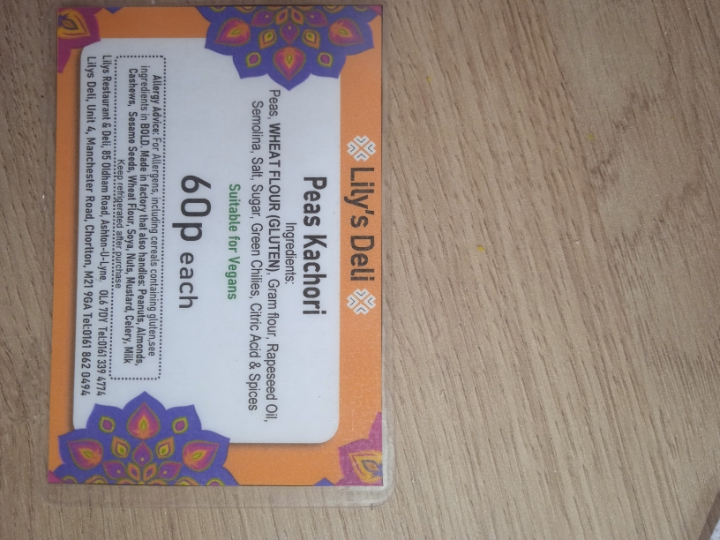 Lily's Deli
Peas Kachori
Ingredients:
Peas, WHEAT FLOUR (GLUTEN), Gram flour, Rapeseed Oil,
Semolina, Salt, Sugar, Green Chilies, Citric Acid & Spices
Suitable for Vegans
60p each
Allergy Advice: For Allergens, including cereals containing gluten,see
ingredients in BOLD. Made in factory that also handles: Peanuts, Almonds,
Cashews, Sesame Seeds, Wheat Flour, Soya, Nuts, Mustard, Celery, Milk
Keep refrigerated after purchase
Lilys Restaurant & Deli, 85 Oldham Road, Ashton-U-Lyne, OL6 7DY Tel:0161 339 4774
Lilys Deli, Unit 4, Manchester Road, Chorlton, M21 9GA Tel:0161 862 0494